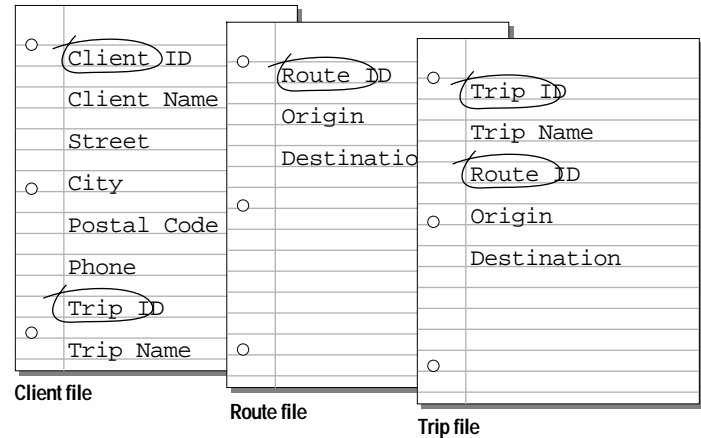 Client ID
Client Name
Street
City
Postal Code
Phone
Trip ID
Trip Name
Client file
Route ID
Origin
Destinatio
Route file
Trip ID
Trip Name
Route ID
Origin
Destination
Trip file